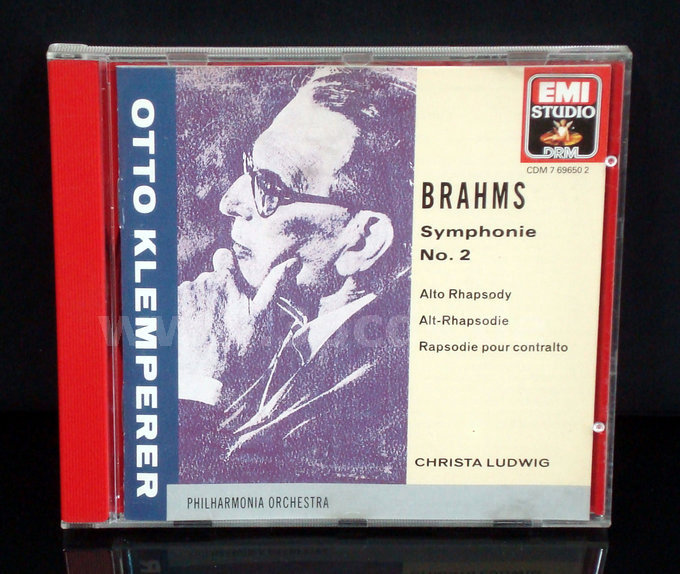 OTTO KLEMPERER
EMI
STUDIO
DRM
CDM 7 69650 2
BRAHMS
Symphonie
No. 2
Alto Rhapsody
Alt-Rhapsodie
Rapsodie pour contralto
CHRISTA LUDWIG
PHILHARMONIA ORCHESTRA